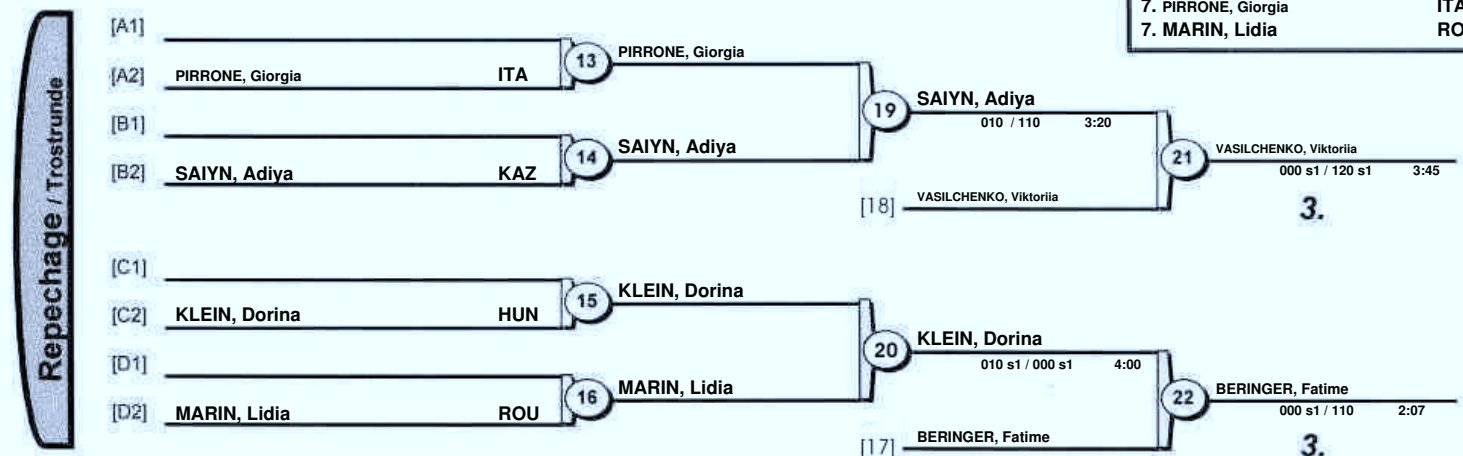 7. PIRRONE, Giorgia ITA
7. MARIN, Lidia RO
Repechage / Trostrunde
[A1]
[A2] PIRRONE, Giorgia ITA
13 PIRRONE, Giorgia
[B1]
[B2] SAIYN, Adiya KAZ
14 SAIYN, Adiya
19 SAIYN, Adiya
010 / 110 3:20
[18] VASILCHENKO, Viktoriia
21 VASILCHENKO, Viktoriia
000 s1 / 120 s1 3:45
3.
[C1]
[C2] KLEIN, Dorina HUN
15 KLEIN, Dorina
[D1]
[D2] MARIN, Lidia ROU
16 MARIN, Lidia
20 KLEIN, Dorina
010 s1 / 000 s1 4:00
[17] BERINGER, Fatime
22 BERINGER, Fatime
000 s1 / 110 2:07
3.